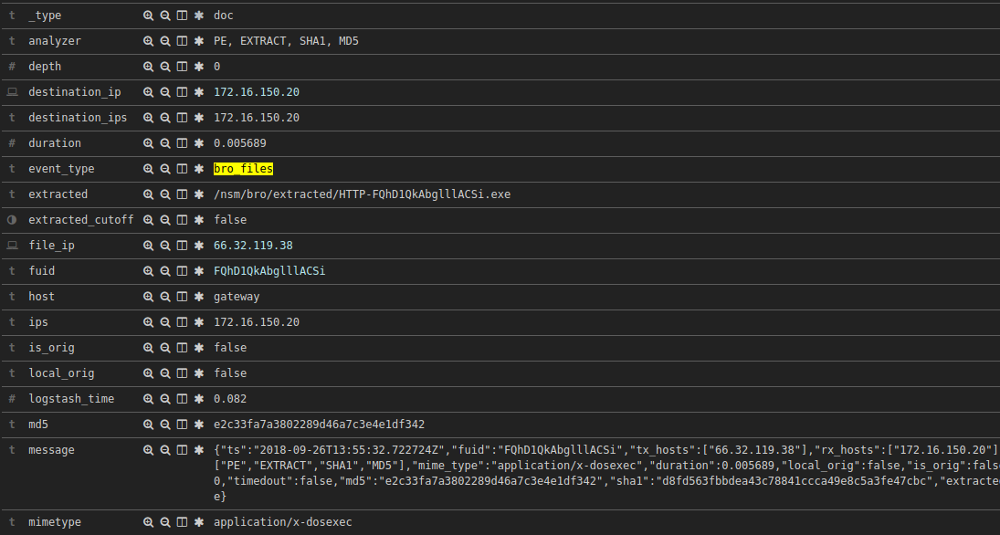 t _type doc
t analyzer PE, EXTRACT, SHA1, MD5
# depth 0
destination_ip 172.16.150.20
t destination_ips 172.16.150.20
# duration 0.005689
t event_type bro_files
t extracted /nsm/bro/extracted/HTTP-FQhD1QkAbglllACSi.exe
extracted_cutoff false
file_ip 66.32.119.38
t fuid FQhD1QkAbglllACSi
t host gateway
t ips 172.16.150.20
t is_orig false
t local_orig false
# logstash_time 0.082
t md5 e2c33fa7a3802289d46a7c3e4e1df342
t message {"ts":"2018-09-26T13:55:32.722724Z","fuid":"FQhD1QkAbglllACSi","tx_hosts":["66.32.119.38"],"rx_hosts":["172.16.150.20"]
["PE","EXTRACT","SHA1","MD5"],"mime_type":"application/x-dosexec","duration":0.005689,"local_orig":false,"is_orig":fals
0,"timedout":false,"md5":"e2c33fa7a3802289d46a7c3e4e1df342","sha1":"d8fd563fbbdea43c78841ccca49e8c5a3fe47cbc","extracte
e}
t mimetype application/x-dosexec